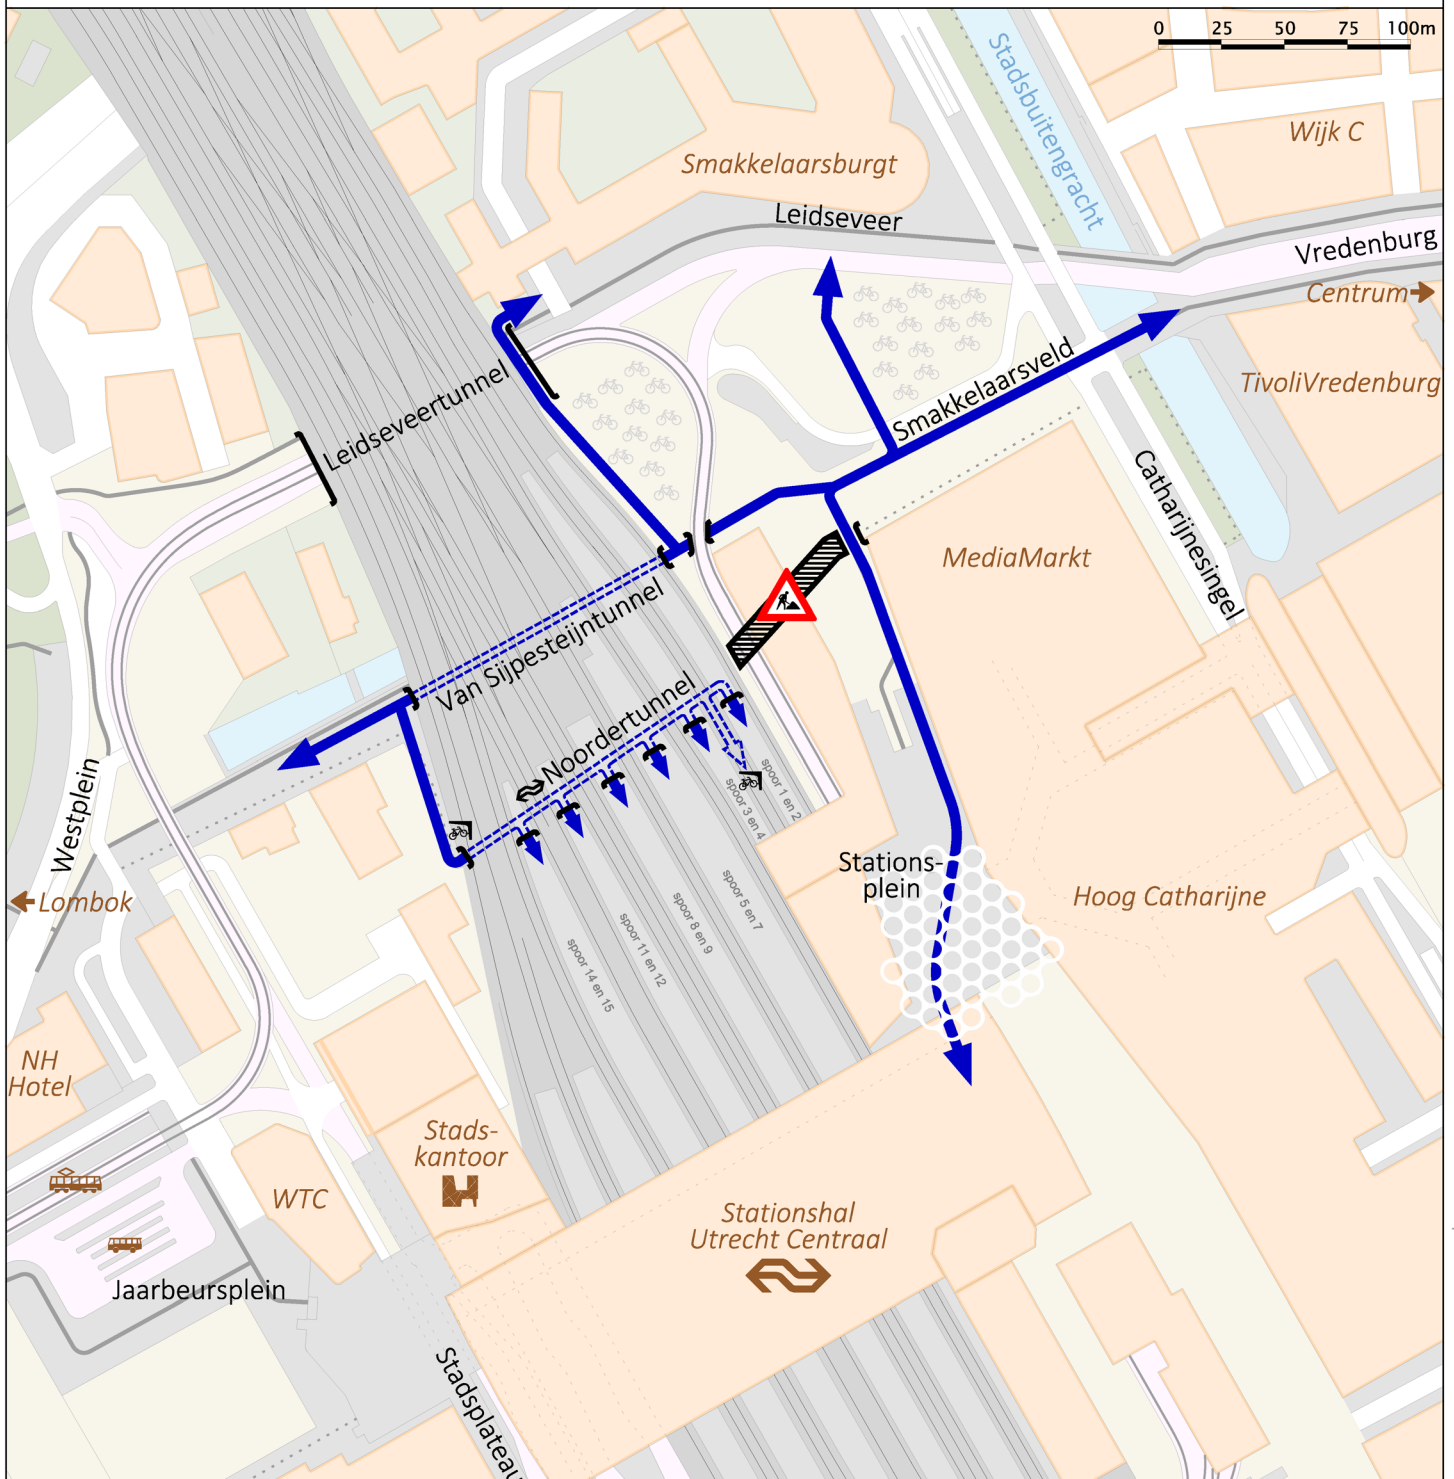 0 25 50 75 100m
Stadsbuitengracht
Wijk C
Smakkelaarsburgt
Leidseveer
Vredenburg
Centrum
TivoliVredenburg
Leidseveertunnel
Smakkelaarsveld
Catharijnesingel
MediaMarkt
Van Sijpesteijntunnel
Noordertunnel
spoor 1 en 2
spoor 3 en 4
spoor 5 en 7
spoor 8 en 9
spoor 11 en 12
spoor 14 en 15
Westplein
Lombok
Stations-
plein
Hoog Catharijne
NH
Hotel
Stads-
kantoor
WTC
Stationshal
Utrecht Centraal
Jaarbeursplein
Stadsplateau